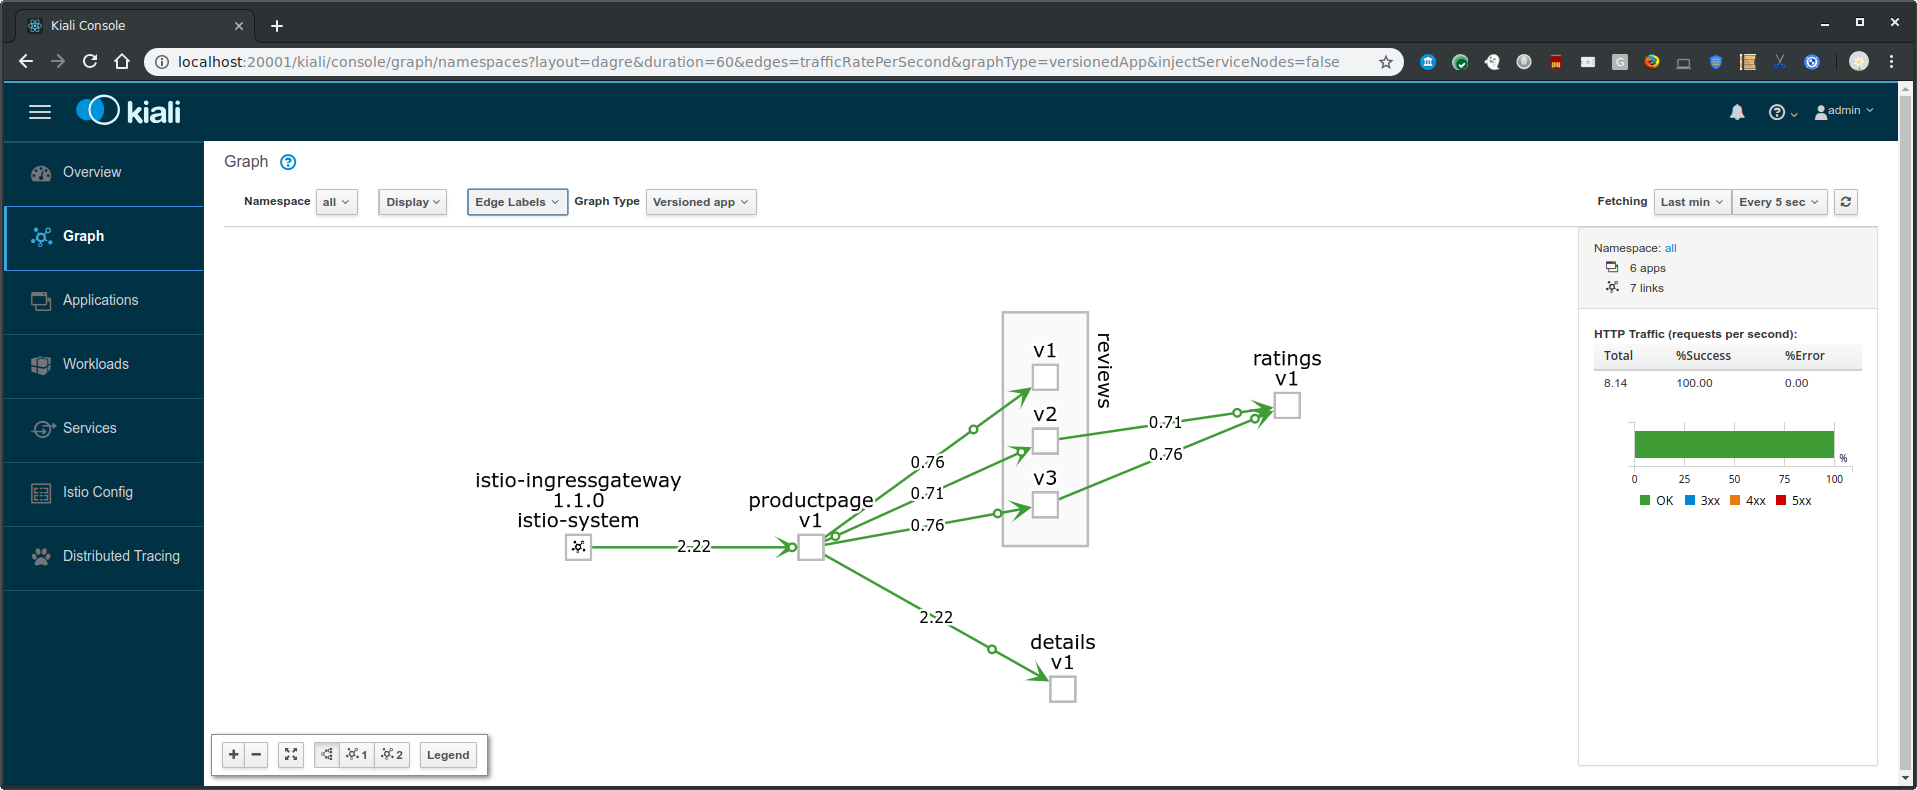 Kiali Console
localhost:20001/kiali/console/graph/namespaces?layout=dagre&duration=60&edges=trafficRatePerSecond&graphType=versionedApp&injectServiceNodes=false
G
kiali
admin
Overview
Graph
Applications
Workloads
Services
Istio Config
Distributed Tracing
Graph
Namespace all Display Edge Labels Graph Type Versioned app
Fetching Last min Every 5 sec
istio-ingressgateway
1.1.0
istio-system
2.22
productpage
v1
0.76
0.71
0.76
2.22
v1
v2
v3
reviews
0.71
0.76
ratings
v1
details
v1
Namespace: all
6 apps
7 links
HTTP Traffic (requests per second):
Total %Success %Error
8.14 100.00 0.00
%
0 25 50 75 100
OK 3xx 4xx 5xx
1 2 Legend